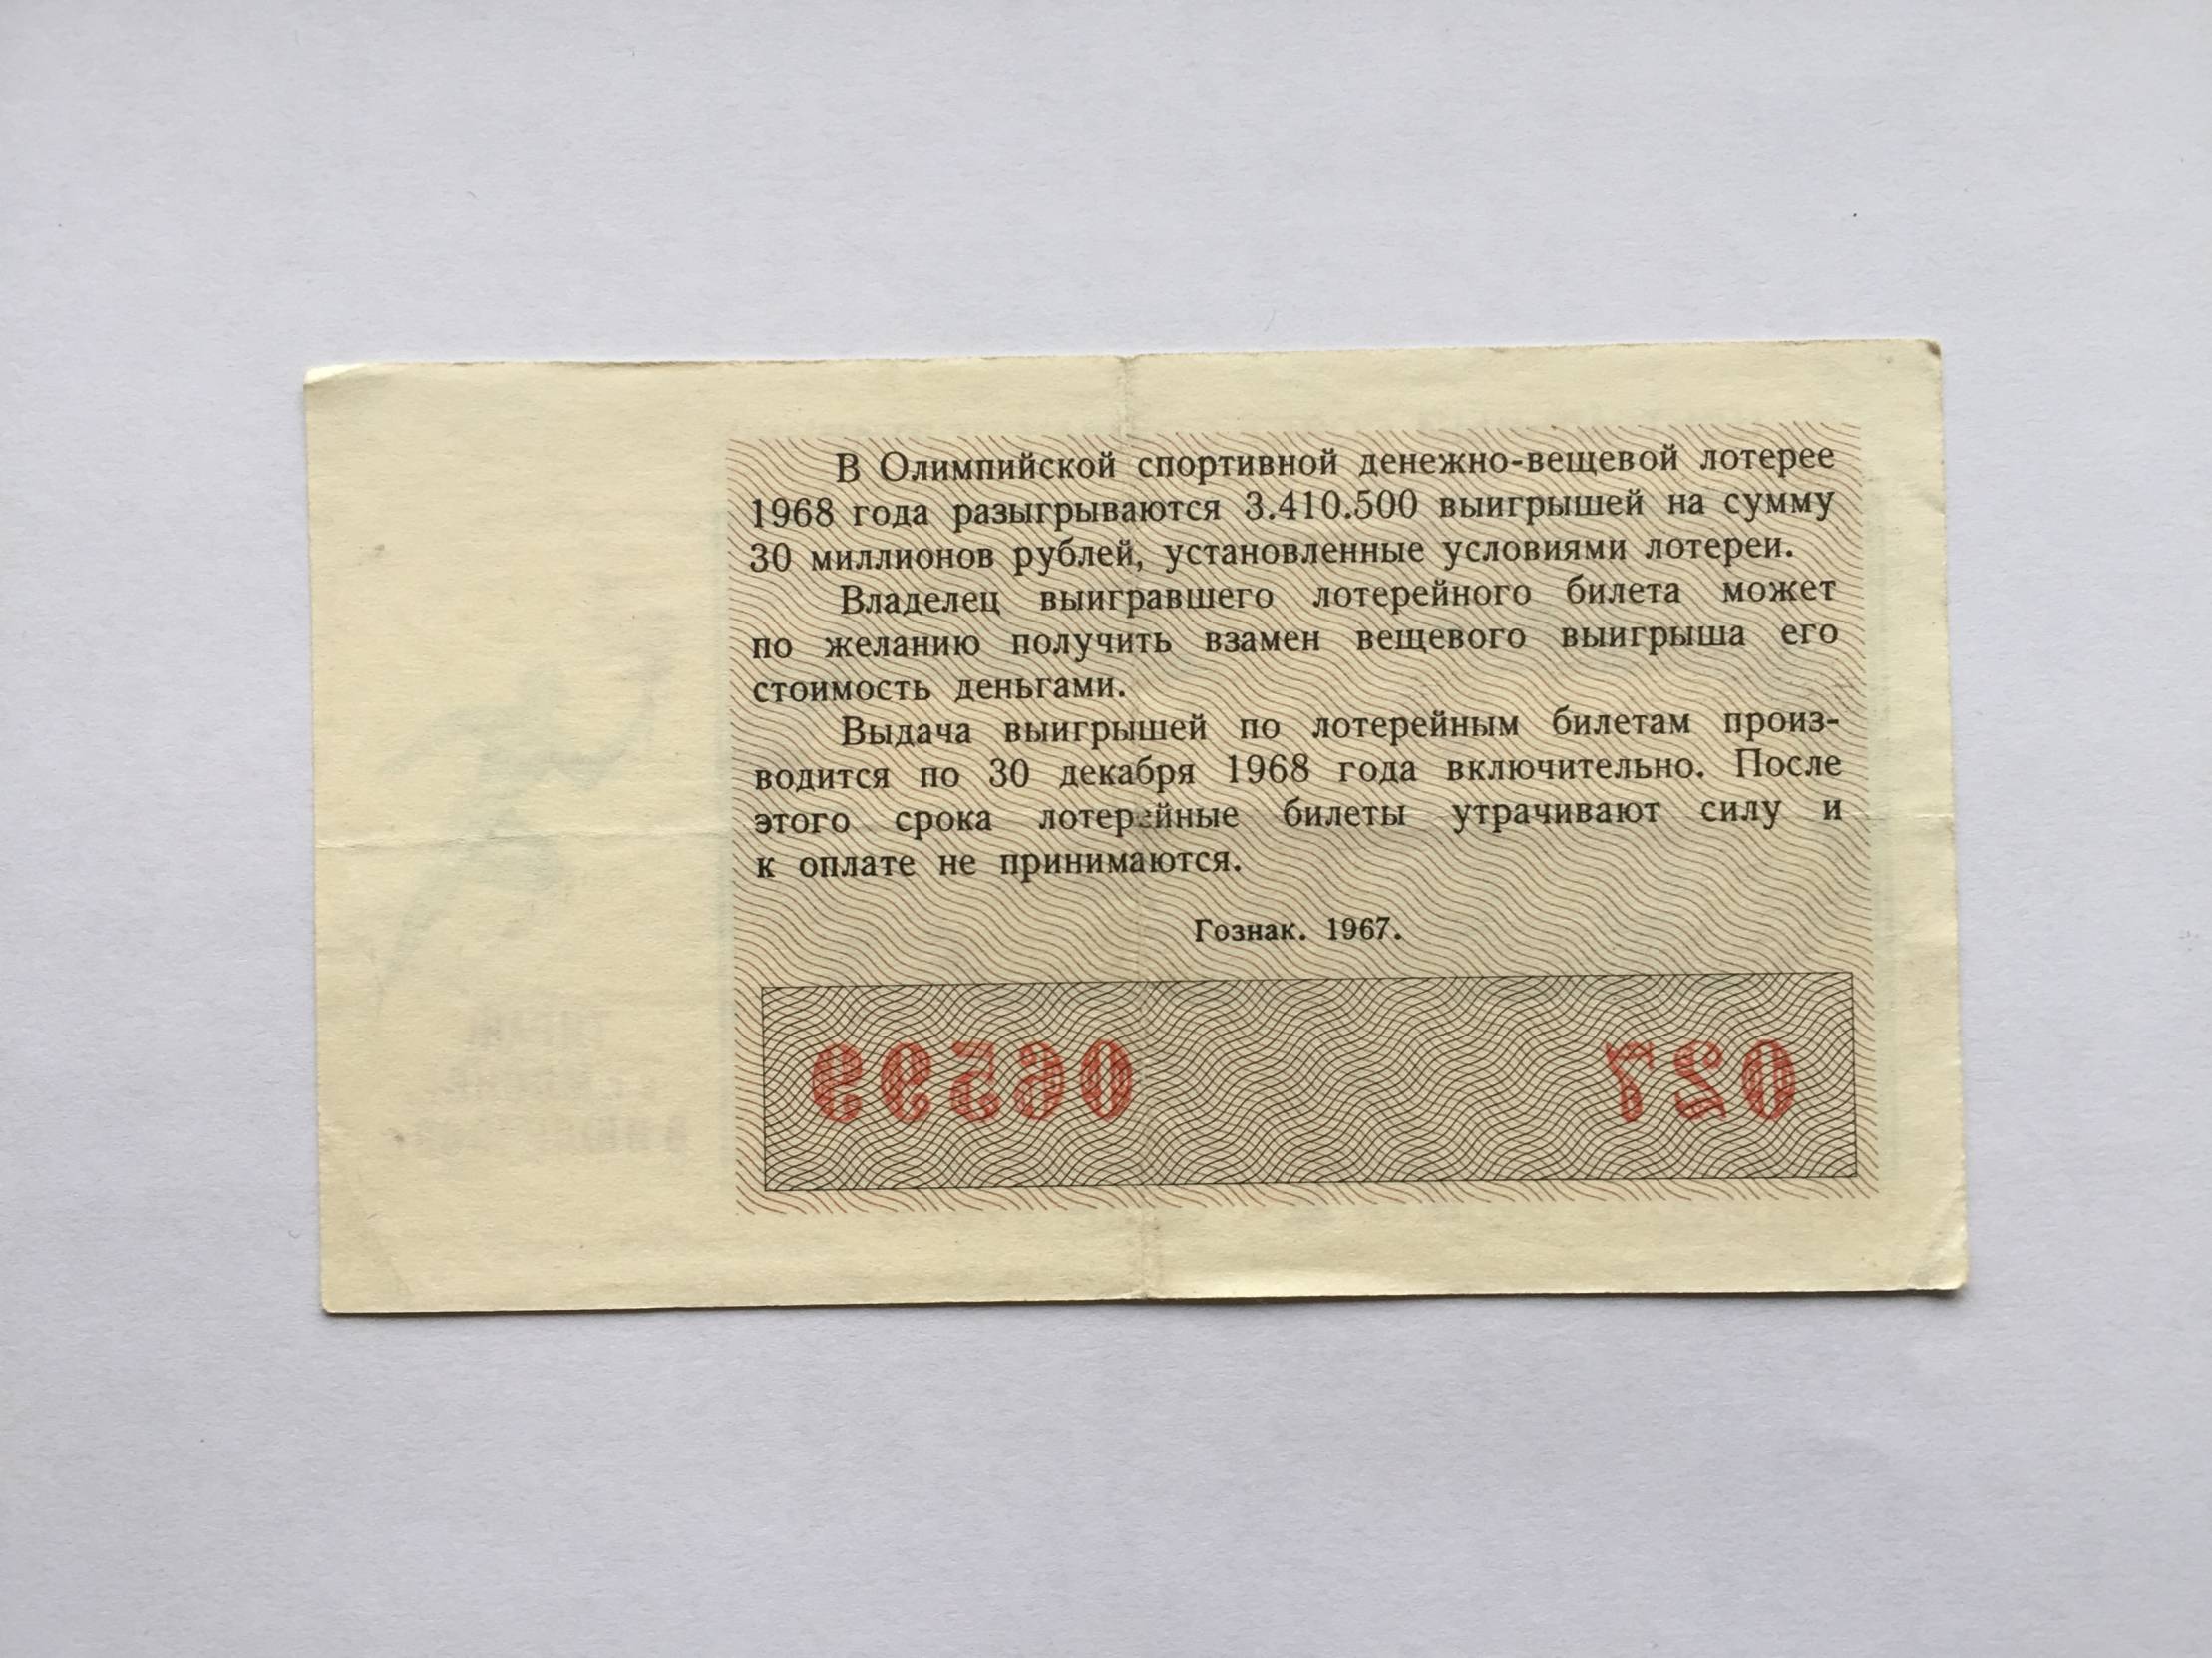 В Олимпийской спортивной денежно-вещевой лотерее
1968 года разыгрываются 3.410.500 выигрышей на сумму
30 миллионов рублей, установленные условиями лотереи.
Владелец выигравшего лотерейного билета может
по желанию получить взамен вещевого выигрыша его
стоимость деньгами.
Выдача выигрышей по лотерейным билетам произ-
водится по 30 декабря 1968 года включительно. После
этого срока лотерейные билеты утрачивают силу и
к оплате не принимаются.
Гознак. 1967.
027 06599